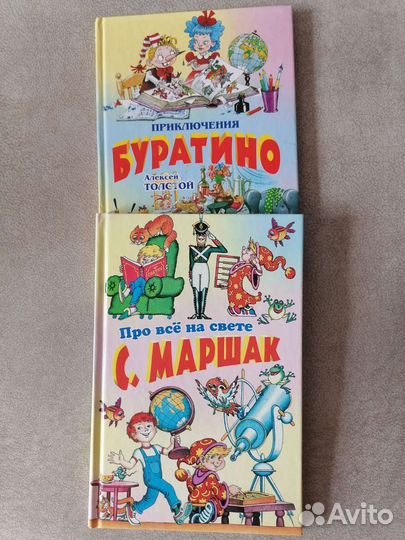 ПРИКЛЮЧЕНИЯ
БУРАТИНО
Алексей
ТОЛСТОЙ
Про всё на свете
С. МАРШАК
Avito